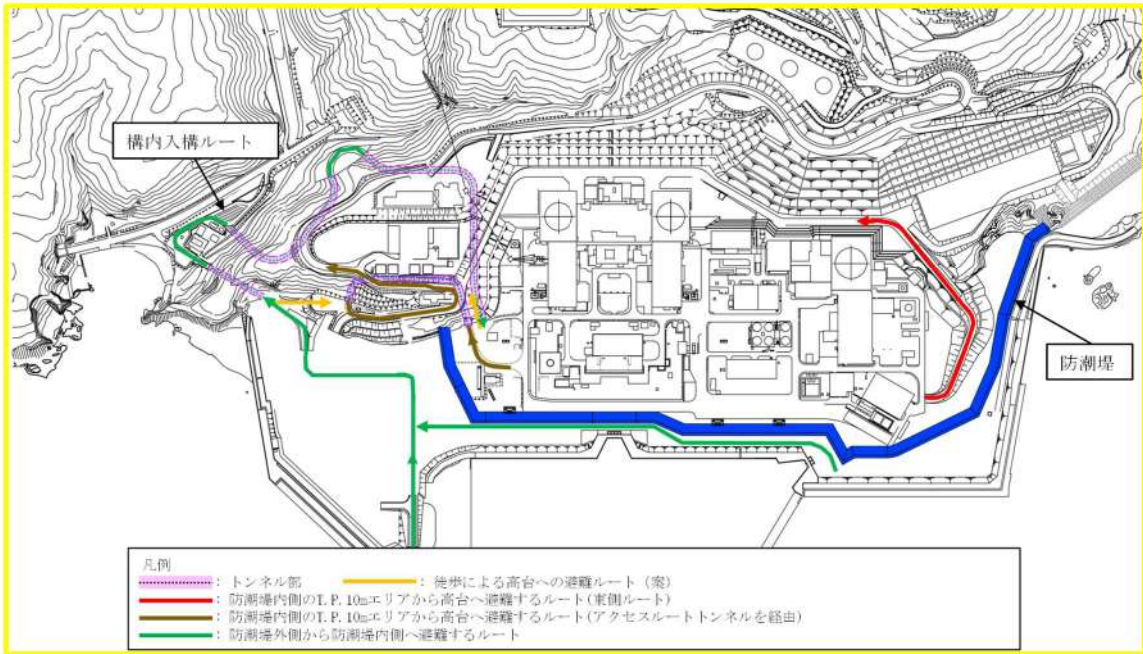 構内入構ルート
防潮堤
凡例
：トンネル部　：徒歩による高台への避難ルート（案）
：防潮堤内側のT.P.10mエリアから高台へ避難するルート(東側ルート)
：防潮堤内側のT.P.10mエリアから高台へ避難するルート(アクセスルートトンネルを経由)
：防潮堤外側から防潮堤内側へ避難するルート